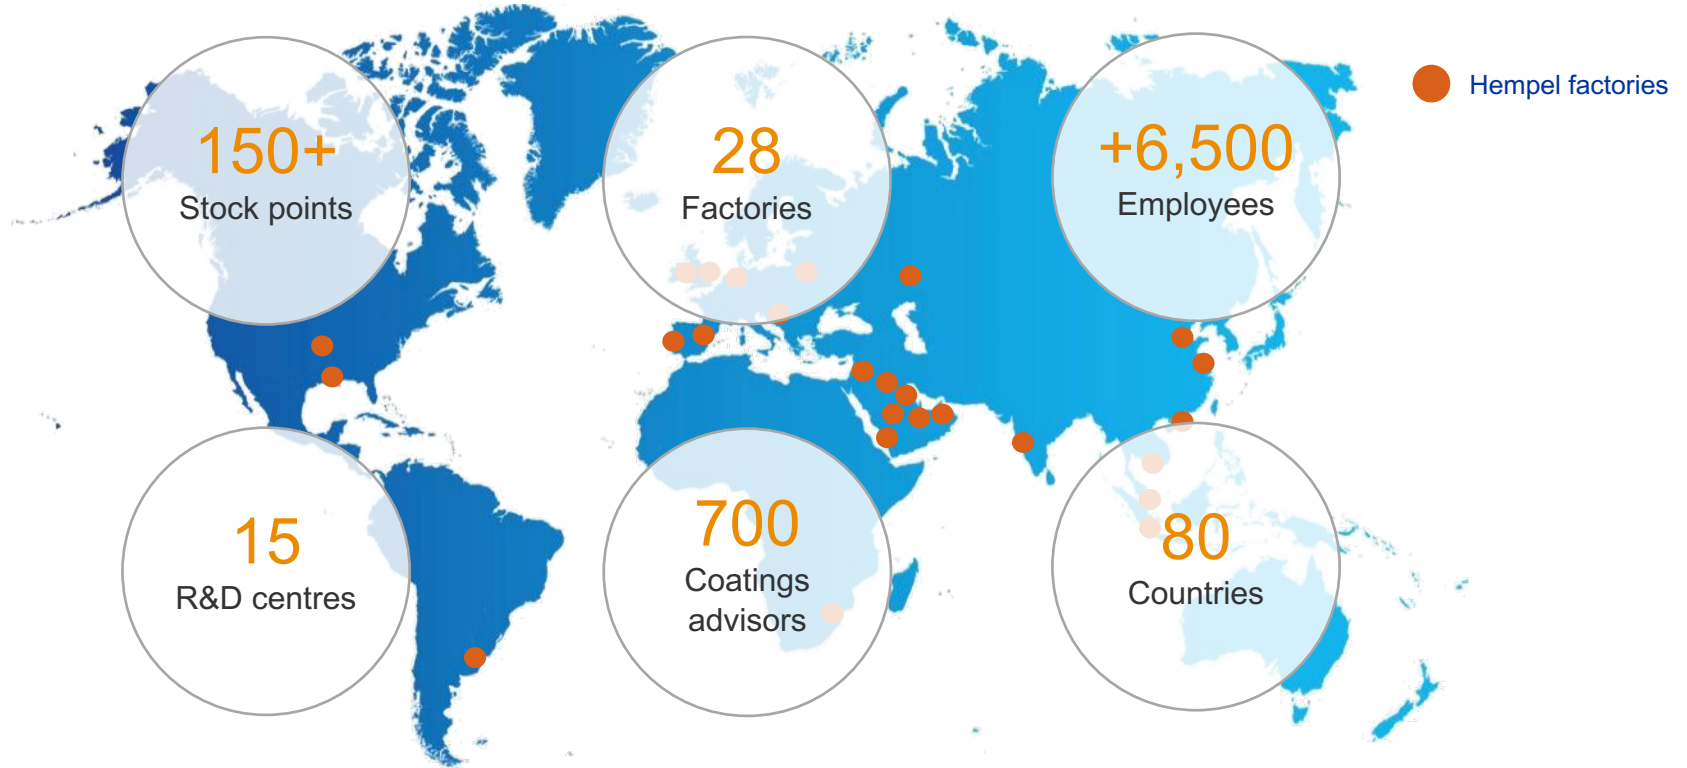 150+
Stock points
28
Factories
+6,500
Employees
Hempel factories
15
R&D centres
700
Coatings
advisors
80
Countries